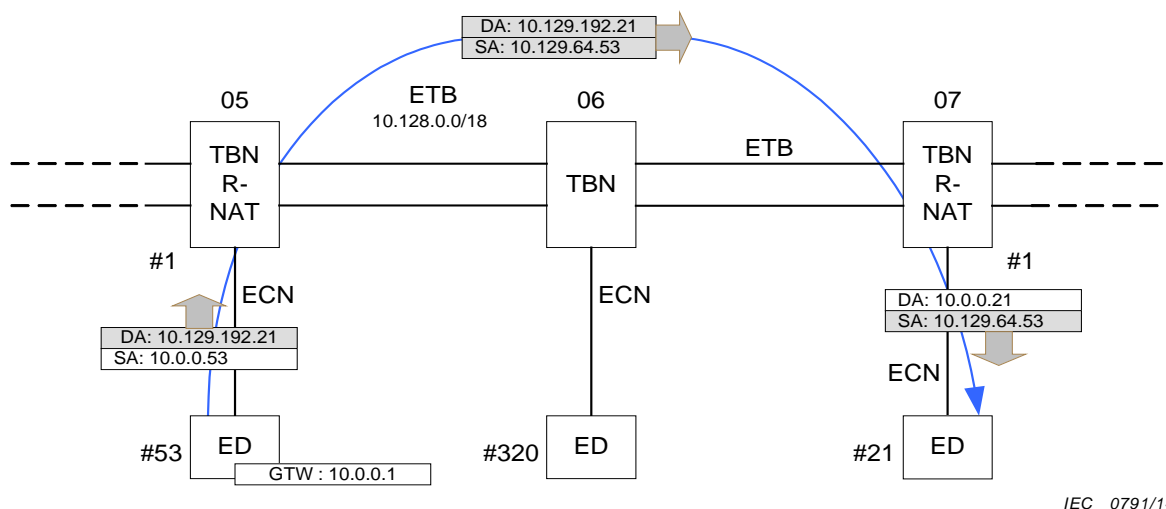 DA: 10.129.192.21
SA: 10.129.64.53
05
ETB
10.128.0.0/18
06
07
TBN
R-
NAT
TBN
ETB
TBN
R-
NAT
#1
ECN
ECN
#1
DA: 10.129.192.21
SA: 10.0.0.53
DA: 10.0.0.21
SA: 10.129.64.53
ECN
#53
ED
GTW : 10.0.0.1
#320
ED
#21
ED
IEC 0791/1